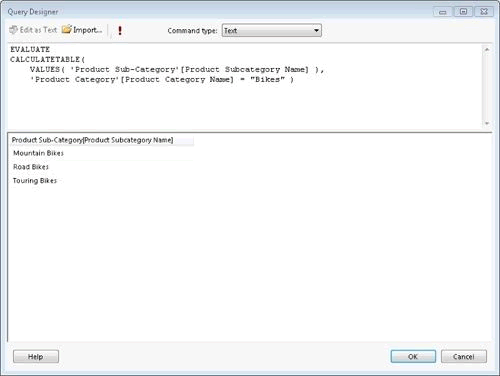 Query Designer
Edit as Text Import... ! Command type: Text
EVALUATE
CALCULATETABLE(
VALUES( 'Product Sub-Category'[Product Subcategory Name] ),
'Product Category'[Product Category Name] = "Bikes" )
Product Sub-Category[Product Subcategory Name]
Mountain Bikes
Road Bikes
Touring Bikes
Help OK Cancel